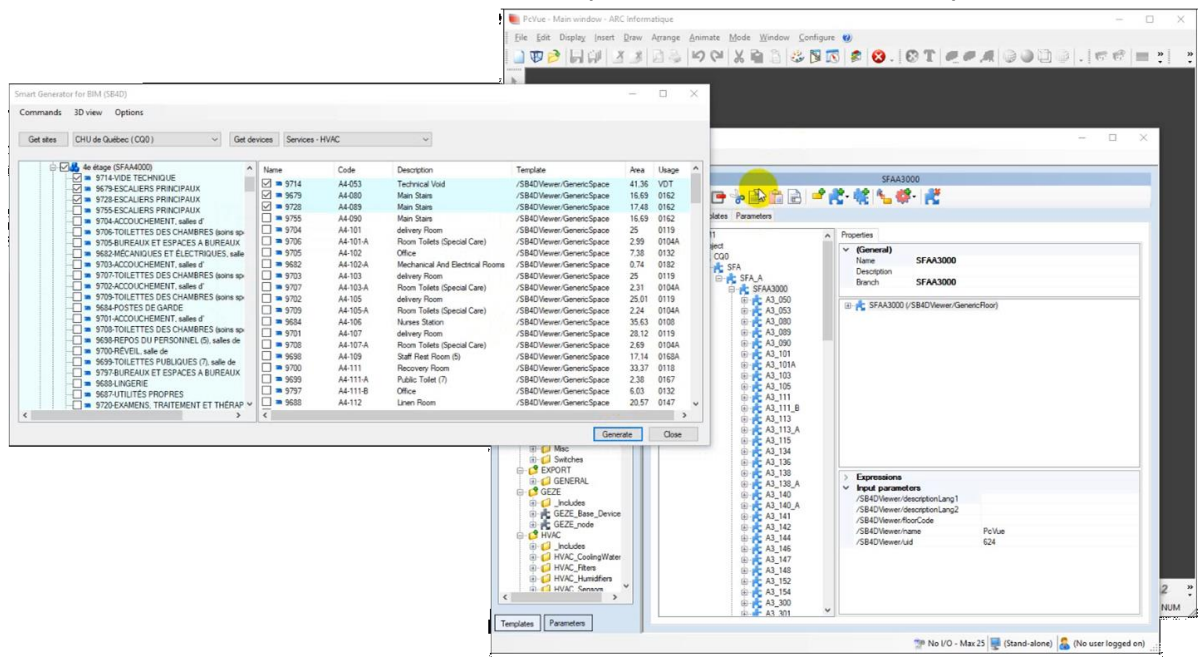 PcVue - Main window - ARC Informatique
File Edit Display Insert Draw Arrange Animate Mode Window Configure
Smart Generator for BIM (SB4D)
Commands 3D view Options
Get sites CHU de Québec (CQ0) Get devices Services - HVAC
4e étage (SFAA4000)
9714-VIDE TECHNIQUE
9679-ESCALIERS PRINCIPAUX
9728-ESCALIERS PRINCIPAUX
9755-ESCALIERS PRINCIPAUX
9704-ACCOUCHEMENT, salles d'
9706-TOILETTES DES CHAMBRES (soins sp
9705-BUREAUX ET ESPACES A BUREAUX
9682-MÉCANIQUES ET ÉLECTRIQUES, salle
9703-ACCOUCHEMENT, salles d'
9707-TOILETTES DES CHAMBRES (soins sp
9702-ACCOUCHEMENT, salles d'
9709-TOILETTES DES CHAMBRES (soins sp
9684-POSTES DE GARDE
9701-ACCOUCHEMENT, salles d'
9708-TOILETTES DES CHAMBRES (soins sp
9698-REPOS DU PERSONNEL (5), salles de
9700-RÉVEIL, salle de
9699-TOILETTES PUBLIQUES (7), salle de
9797-BUREAUX ET ESPACES A BUREAUX
9688-LINGERIE
9687-UTILITÉS PROPRES
9720-EXAMENS, TRAITEMENT ET THÉRAP
Name Code Description Template Area Usage
9714 A4-053 Technical Void /SB4DViewer/GenericSpace 41,36 VDT
9679 A4-080 Main Stairs /SB4DViewer/GenericSpace 16,69 0162
9728 A4-089 Main Stairs /SB4DViewer/GenericSpace 17,48 0162
9755 A4-090 Main Stairs /SB4DViewer/GenericSpace 16,69 0162
9704 A4-101 delivery Room /SB4DViewer/GenericSpace 25 0119
9706 A4-101-A Room Toilets (Special Care) /SB4DViewer/GenericSpace 2,99 0104A
9705 A4-102 Office /SB4DViewer/GenericSpace 7,38 0132
9682 A4-102-A Mechanical And Electrical Rooms /SB4DViewer/GenericSpace 0,74 0182
9703 A4-103 delivery Room /SB4DViewer/GenericSpace 25 0119
9707 A4-103-A Room Toilets (Special Care) /SB4DViewer/GenericSpace 2,31 0104A
9702 A4-105 delivery Room /SB4DViewer/GenericSpace 25,01 0119
9709 A4-105-A Room Toilets (Special Care) /SB4DViewer/GenericSpace 2,24 0104A
9684 A4-106 Nurses Station /SB4DViewer/GenericSpace 35,63 0108
9701 A4-107 delivery Room /SB4DViewer/GenericSpace 28,12 0119
9708 A4-107-A Room Toilets (Special Care) /SB4DViewer/GenericSpace 2,69 0104A
9698 A4-109 Staff Rest Room (5) /SB4DViewer/GenericSpace 17,14 0168A
9700 A4-111 Recovery Room /SB4DViewer/GenericSpace 33,37 0118
9699 A4-111-A Public Toilet (7) /SB4DViewer/GenericSpace 2,38 0167
9797 A4-111-B Office /SB4DViewer/GenericSpace 6,03 0132
9688 A4-112 Linen Room /SB4DViewer/GenericSpace 20,57 0147
Generate Close
SFAA3000
plates Parameters
11
ject
CQ0
SFA
SFA_A
SFAA3000
A3_050
A3_053
A3_080
A3_089
A3_090
A3_101
A3_101A
A3_103
A3_105
A3_111
A3_111_B
A3_113
A3_113_A
A3_115
A3_134
A3_136
A3_138
A3_138_A
A3_140
A3_140_A
A3_141
A3_142
A3_144
A3_146
A3_147
A3_148
A3_152
A3_154
A3_300
A3_301
Properties
(General)
Name SFAA3000
Description
Branch SFAA3000
SFAA3000 (/SB4DViewer/GenericFloor)
Expressions
Input parameters
/SB4DViewer/descriptionLang1
/SB4DViewer/descriptionLang2
/SB4DViewer/floorCode
/SB4DViewer/name PcVue
/SB4DViewer/uid 624
Misc
Switches
EXPORT
GENERAL
GEZE
_Includes
GEZE_Base_Device
GEZE_node
HVAC
_Includes
HVAC_CoolingWater
HVAC_Filters
HVAC_Humidifiers
HVAC_Sensors
Templates Parameters
2
NUM
No I/O - Max 25 (Stand-alone) (No user logged on)